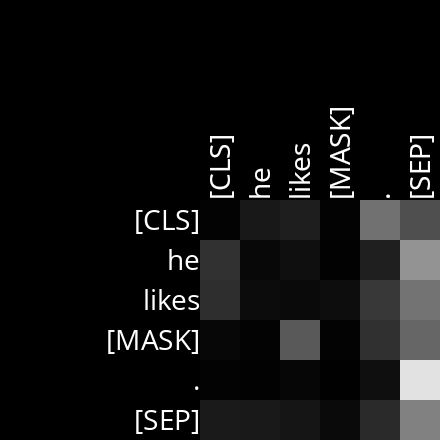 [CLS] he likes [MASK] . [SEP]
[CLS]
he
likes
[MASK]
.
[SEP]